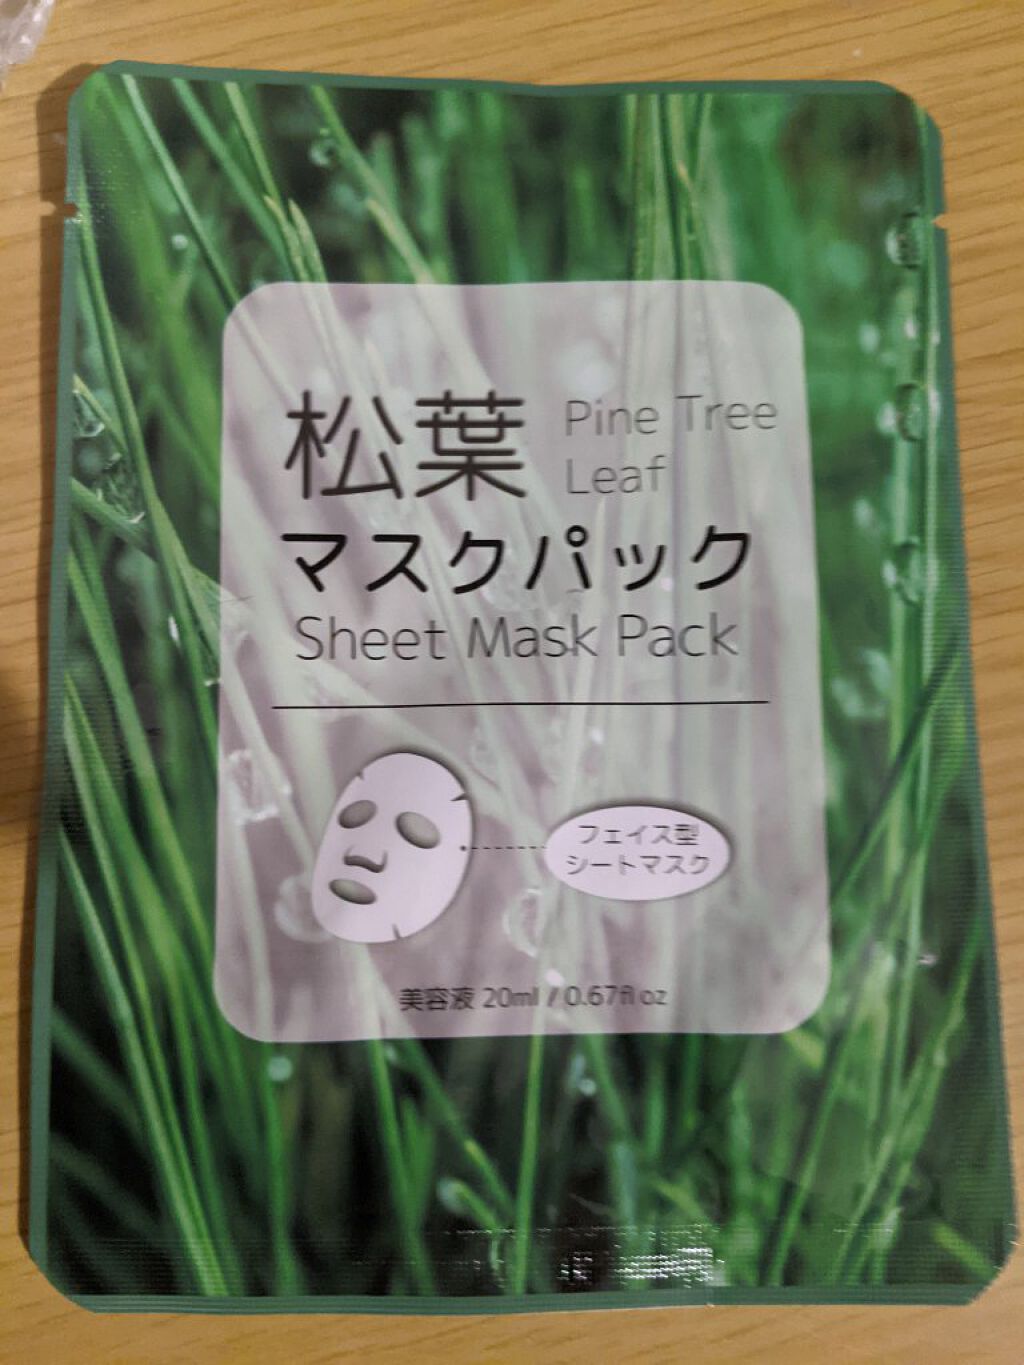 松葉 Pine Tree
Leaf
マスクパック
Sheet Mask Pack
フェイス型
シートマスク
美容液 20ml / 0.67fl oz